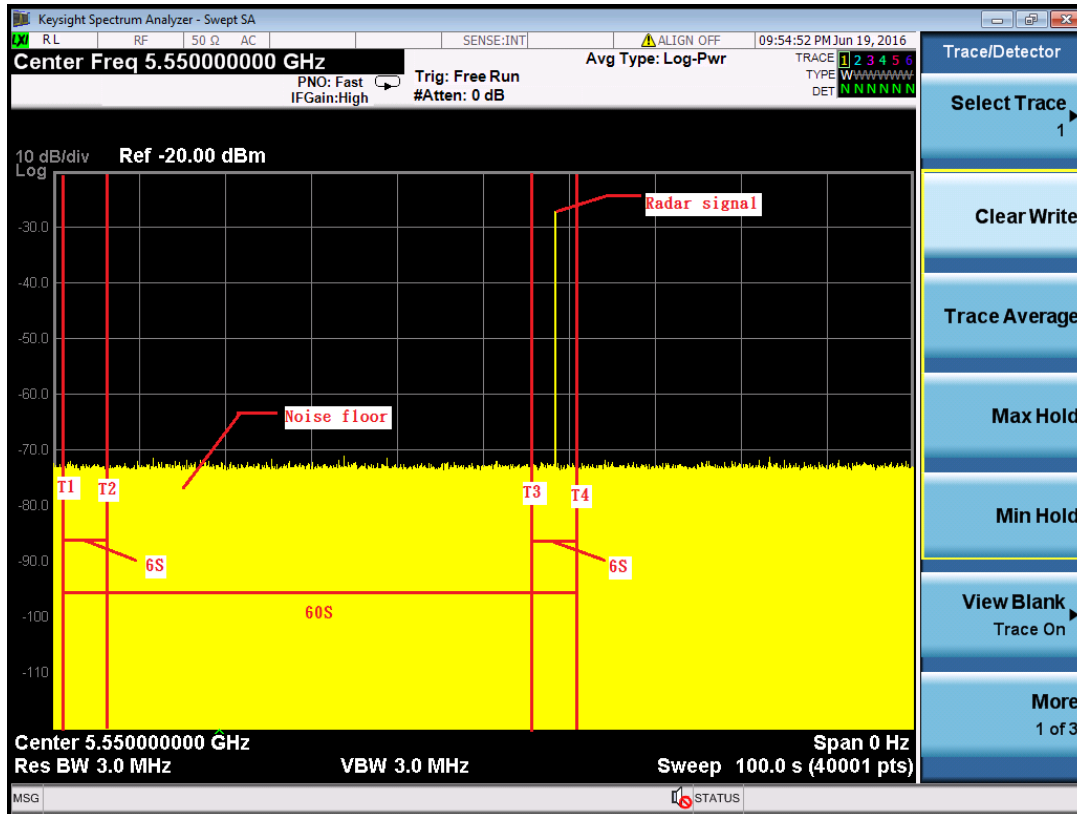 Keysight Spectrum Analyzer - Swept SA
LXI RL RF 50 Ω AC SENSE:INT ALIGN OFF 09:54:52 PM Jun 19, 2016
Center Freq 5.550000000 GHz Avg Type: Log-Pwr TRACE 1 2 3 4 5 6
PNO: Fast Trig: Free Run TYPE WWWWWW
IFGain:High #Atten: 0 dB DET N N N N N N
10 dB/div Ref -20.00 dBm
Log
Radar signal
-30.0
-40.0
-50.0
-60.0
Noise floor
-70.0
T1 T2 T3 T4
-80.0
-90.0
6S 6S
60S
-100
-110
Center 5.550000000 GHz Span 0 Hz
Res BW 3.0 MHz VBW 3.0 MHz Sweep 100.0 s (40001 pts)
MSG STATUS
Trace/Detector
Select Trace
1
Clear Write
Trace Average
Max Hold
Min Hold
View Blank
Trace On
More
1 of 3